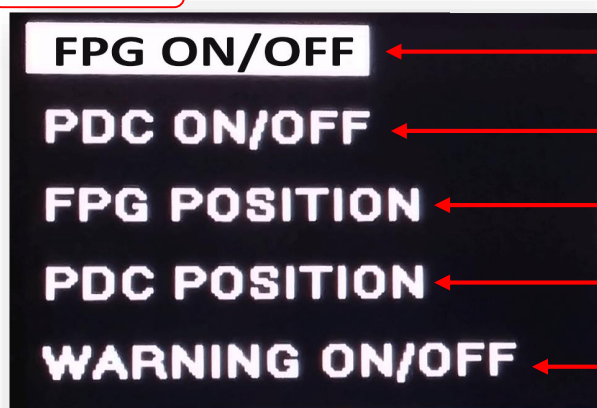 FPG ON/OFF
PDC ON/OFF
FPG POSITION
PDC POSITION
WARNING ON/OFF